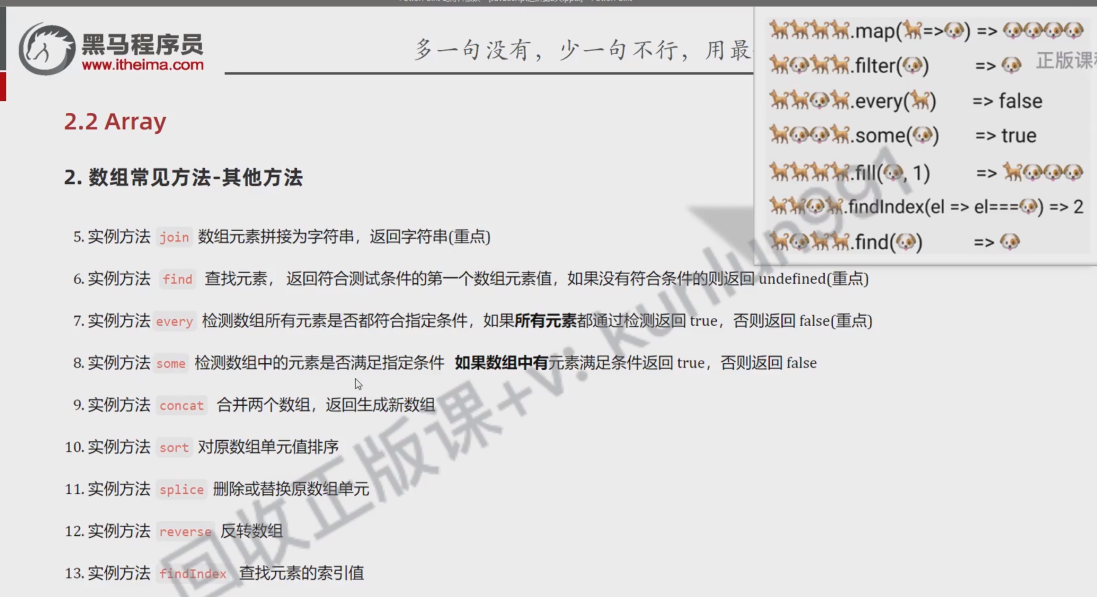 黑马程序员
www.itheima.com
多一句没有，少一句不行，用最
正版课
2.2 Array
2. 数组常见方法-其他方法
5. 实例方法 join 数组元素拼接为字符串，返回字符串(重点)
6. 实例方法 find 查找元素， 返回符合测试条件的第一个数组元素值，如果没有符合条件的则返回 undefined(重点)
7. 实例方法 every 检测数组所有元素是否都符合指定条件，如果所有元素都通过检测返回 true，否则返回 false(重点)
8. 实例方法 some 检测数组中的元素是否满足指定条件 如果数组中有元素满足条件返回 true，否则返回 false
9. 实例方法 concat 合并两个数组，返回生成新数组
10. 实例方法 sort 对原数组单元值排序
11. 实例方法 splice 删除或替换原数组单元
12. 实例方法 reverse 反转数组
13. 实例方法 findIndex 查找元素的索引值
🐕🐕🐕🐕.map(🐕=>🐶) => 🐶🐶🐶🐶
🐕🐶🐕🐕.filter(🐶) => 🐶
🐕🐕🐶🐕.every(🐕) => false
🐕🐶🐶🐕.some(🐶) => true
🐕🐕🐕🐕.fill(🐶, 1) => 🐕🐶🐶🐶
🐕🐕🐶🐕.findIndex(el => el===🐶) => 2
🐕🐶🐕🐕.find(🐶) => 🐶
回收正版课+v: kunlun991